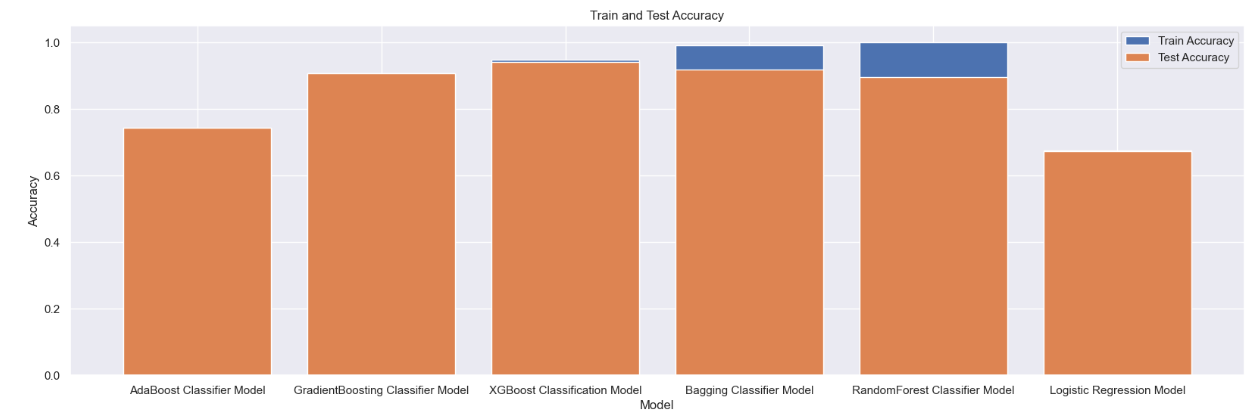 Train and Test Accuracy
Train Accuracy
Test Accuracy
Accuracy
1.0
0.8
0.6
0.4
0.2
0.0
AdaBoost Classifier Model
GradientBoosting Classifier Model
XGBoost Classification Model
Bagging Classifier Model
RandomForest Classifier Model
Logistic Regression Model
Model